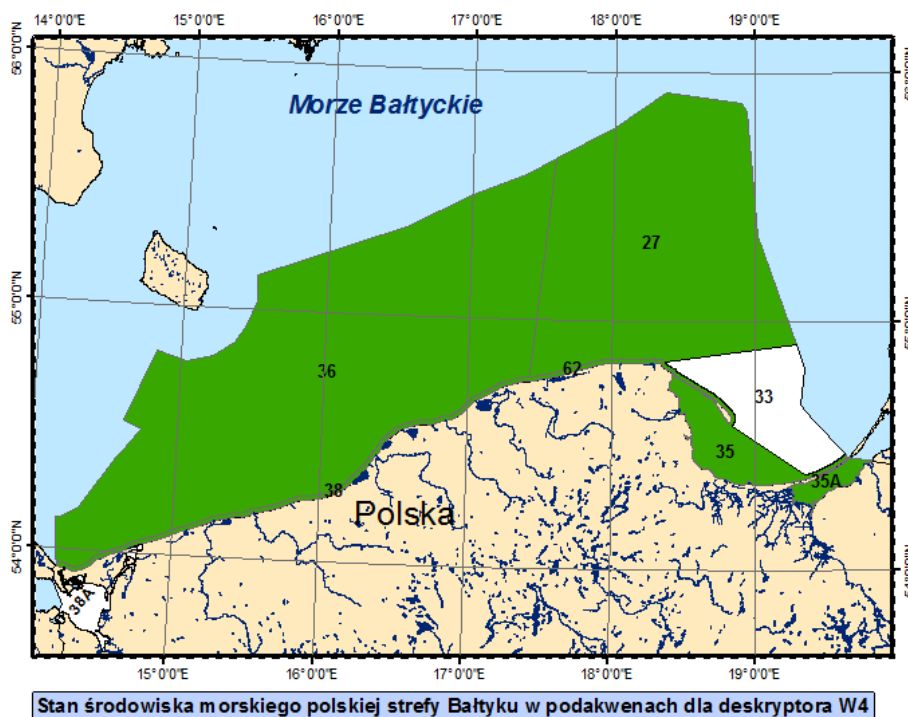 14°0'0"E 15°0'0"E 16°0'0"E 17°0'0"E 18°0'0"E 19°0'0"E
56°0'0"N
Morze Bałtyckie
27
55°0'0"N
36
62
33
35
35A
38
Polska
54°0'0"N
38A
15°0'0"E 16°0'0"E 17°0'0"E 18°0'0"E 19°0'0"E
Stan środowiska morskiego polskiej strefy Bałtyku w podakwenach dla deskryptora W4